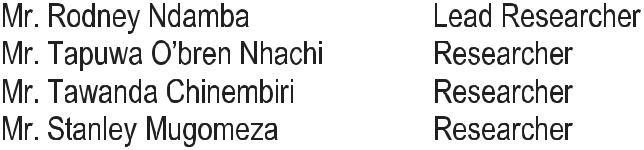 Mr. Rodney Ndamba Lead Researcher
Mr. Tapuwa O’bren Nhachi Researcher
Mr. Tawanda Chinembiri Researcher
Mr. Stanley Mugomeza Researcher